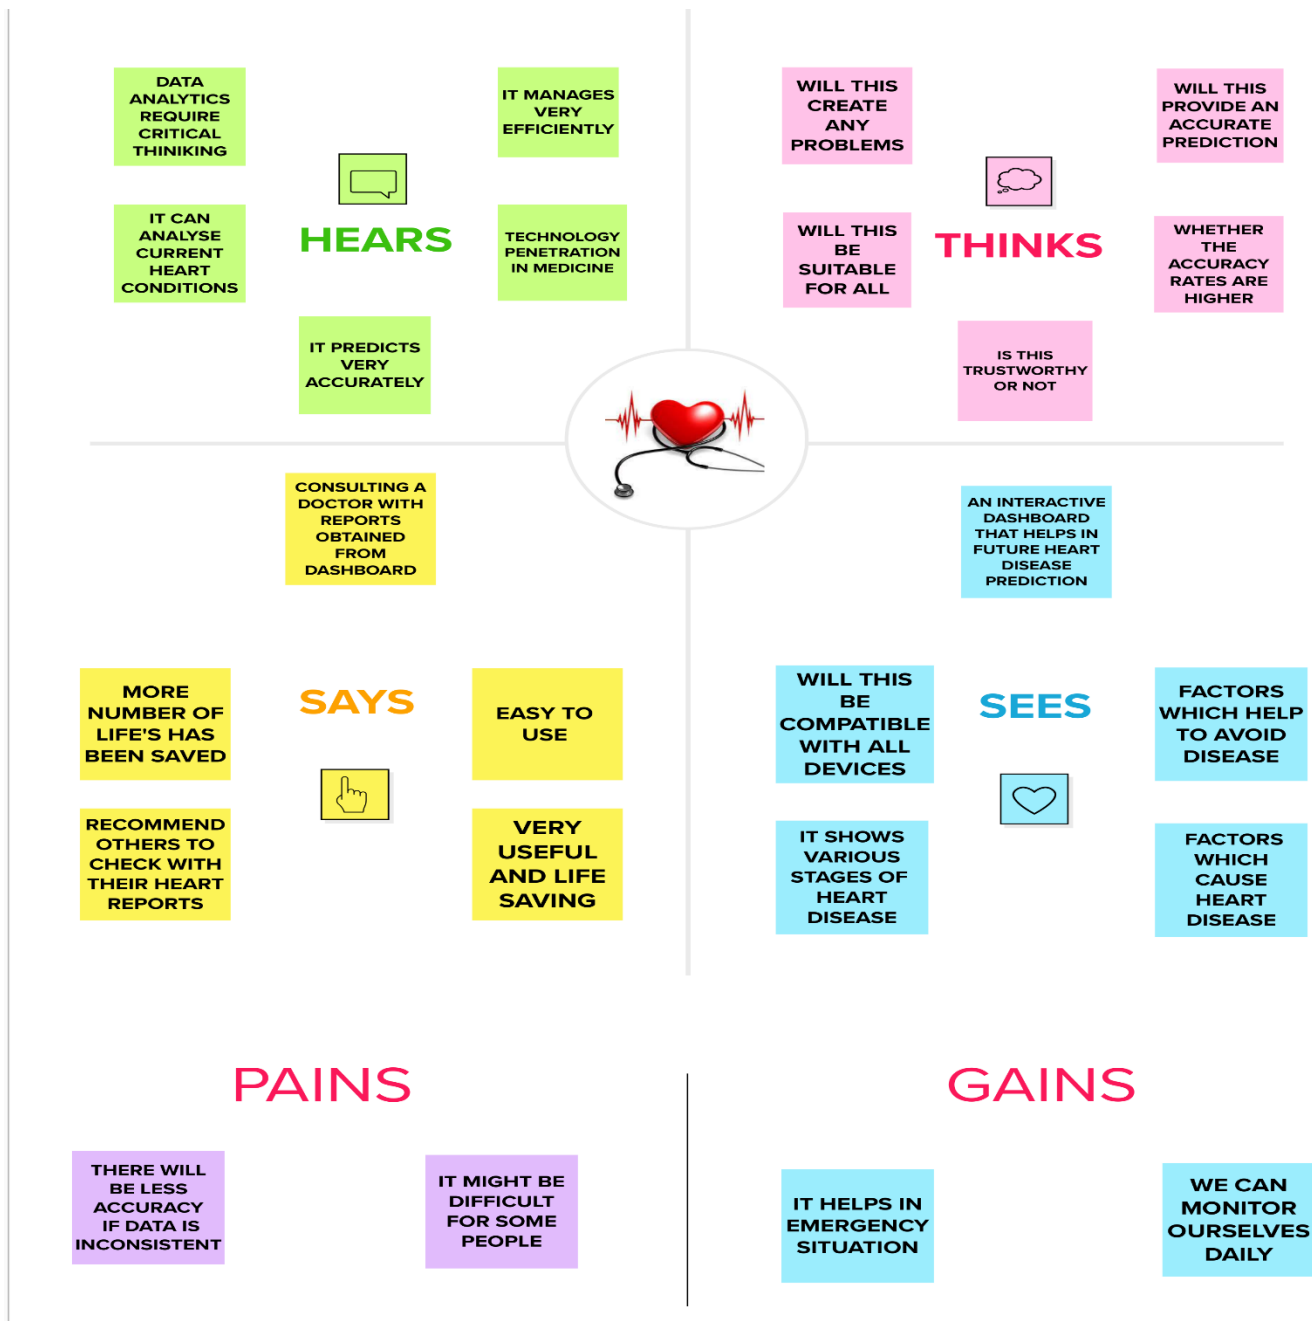 DATA
ANALYTICS
REQUIRE
CRITICAL
THINIKING
IT MANAGES
VERY
EFFICIENTLY
HEARS
IT CAN
ANALYSE
CURRENT
HEART
CONDITIONS
TECHNOLOGY
PENETRATION
IN MEDICINE
IT PREDICTS
VERY
ACCURATELY
WILL THIS
CREATE
ANY
PROBLEMS
WILL THIS
PROVIDE AN
ACCURATE
PREDICTION
THINKS
WILL THIS
BE
SUITABLE
FOR ALL
WHETHER
THE
ACCURACY
RATES ARE
HIGHER
IS THIS
TRUSTWORTHY
OR NOT
CONSULTING A
DOCTOR WITH
REPORTS
OBTAINED
FROM
DASHBOARD
MORE
NUMBER OF
LIFE'S HAS
BEEN SAVED
SAYS
EASY TO
USE
RECOMMEND
OTHERS TO
CHECK WITH
THEIR HEART
REPORTS
VERY
USEFUL
AND LIFE
SAVING
AN INTERACTIVE
DASHBOARD
THAT HELPS IN
FUTURE HEART
DISEASE
PREDICTION
WILL THIS
BE
COMPATIBLE
WITH ALL
DEVICES
SEES
FACTORS
WHICH HELP
TO AVOID
DISEASE
IT SHOWS
VARIOUS
STAGES OF
HEART
DISEASE
FACTORS
WHICH
CAUSE
HEART
DISEASE
PAINS
THERE WILL
BE LESS
ACCURACY
IF DATA IS
INCONSISTENT
IT MIGHT BE
DIFFICULT
FOR SOME
PEOPLE
GAINS
IT HELPS IN
EMERGENCY
SITUATION
WE CAN
MONITOR
OURSELVES
DAILY